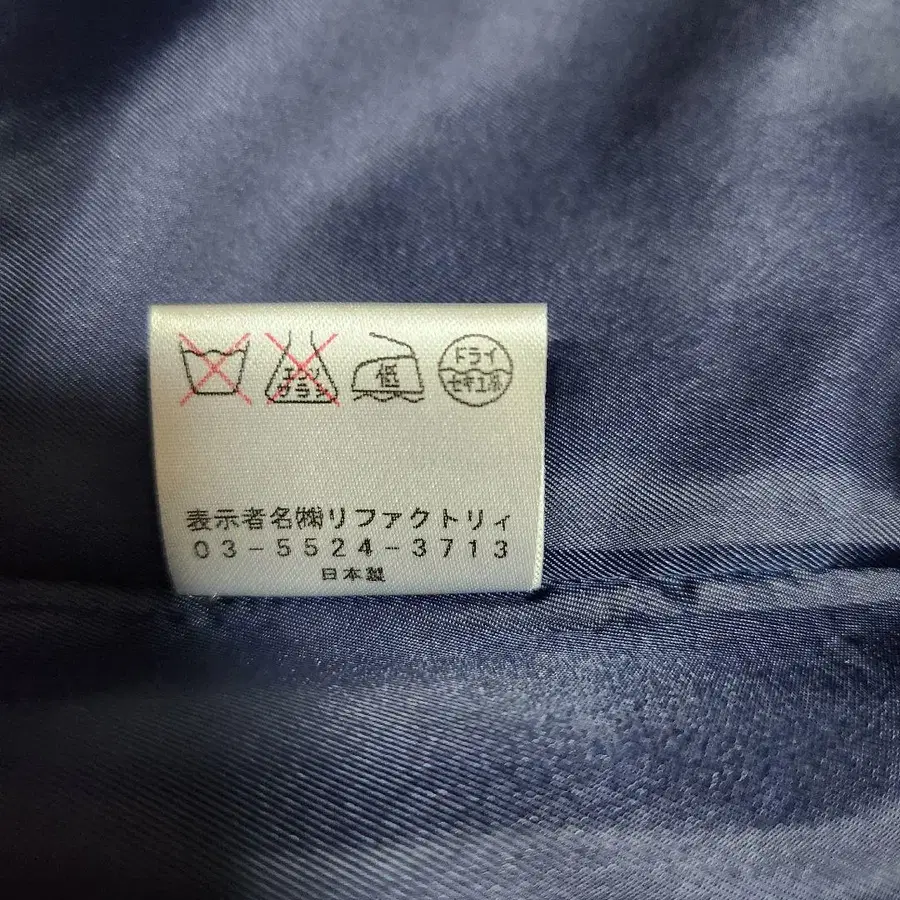 エンソ
サラシ
低
ドライ
セキユ系
表示者名㈱リファクトリィ
03-5524-3713
日本製